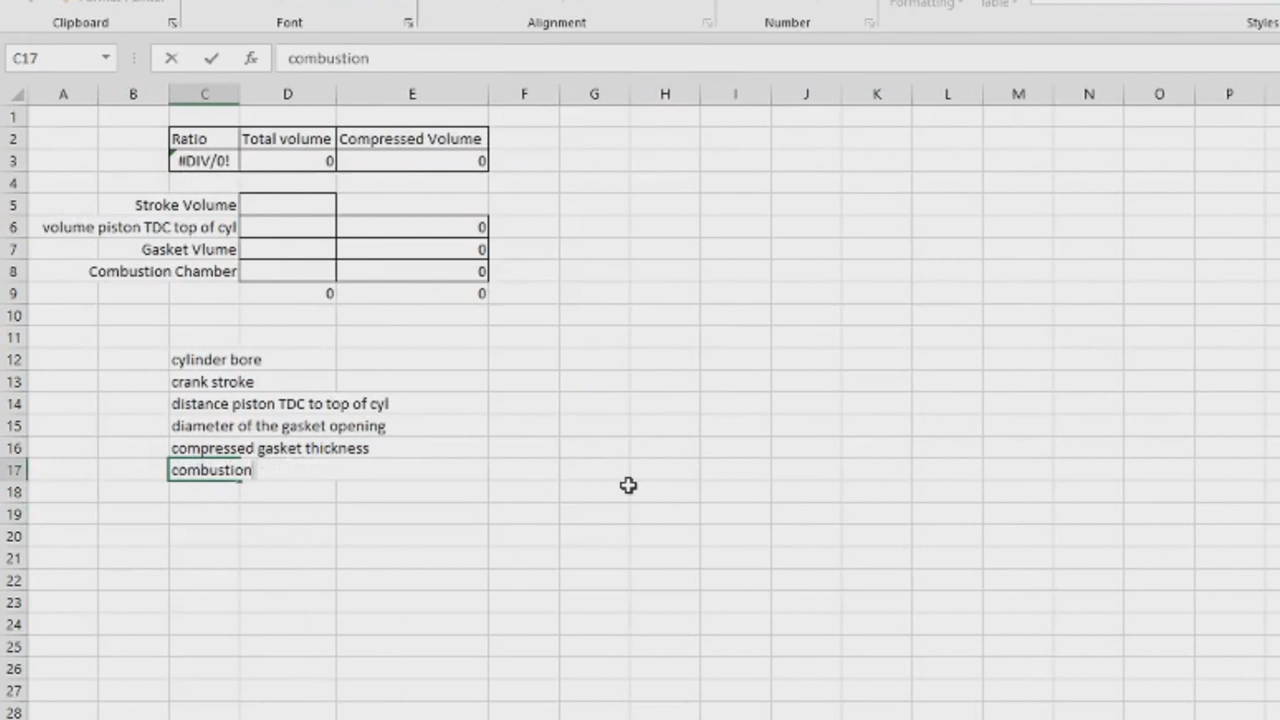 Clipboard Font Alignment Number Styles
Formatting Table
C17 fx combustion
A B C D E F G H I J K L M N O P
1
2 Ratio Total volume Compressed Volume
3 #DIV/0! 0 0
4
5 Stroke Volume
6 volume piston TDC top of cyl 0
7 Gasket Vlume 0
8 Combustion Chamber 0
9 0 0
10
11
12 cylinder bore
13 crank stroke
14 distance piston TDC to top of cyl
15 diameter of the gasket opening
16 compressed gasket thickness
17 combustion
18
19
20
21
22
23
24
25
26
27
28